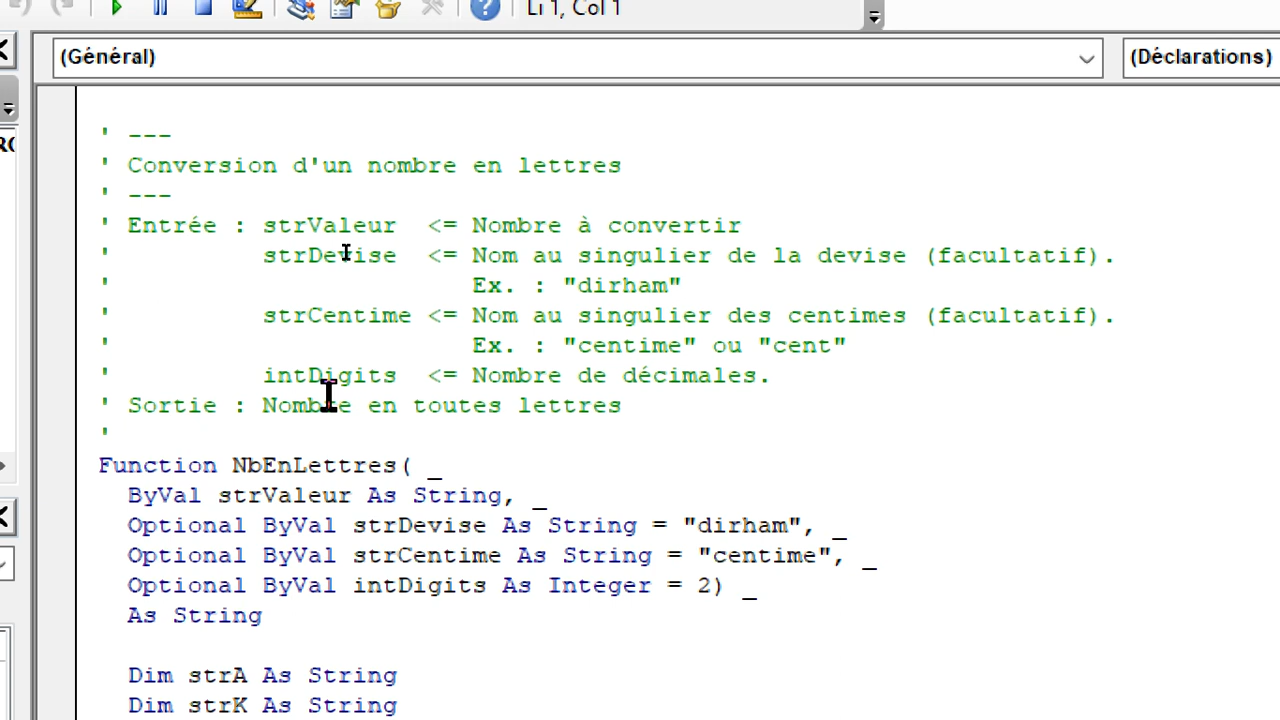 Li 1, Col 1
(Général)
(Déclarations)
' ---
' Conversion d'un nombre en lettres
' ---
' Entrée : strValeur <= Nombre à convertir
' strDevise <= Nom au singulier de la devise (facultatif).
' Ex. : "dirham"
' strCentime <= Nom au singulier des centimes (facultatif).
' Ex. : "centime" ou "cent"
' intDigits <= Nombre de décimales.
' Sortie : Nombre en toutes lettres
'
Function NbEnLettres( _
ByVal strValeur As String, _
Optional ByVal strDevise As String = "dirham", _
Optional ByVal strCentime As String = "centime", _
Optional ByVal intDigits As Integer = 2) _
As String
Dim strA As String
Dim strK As String